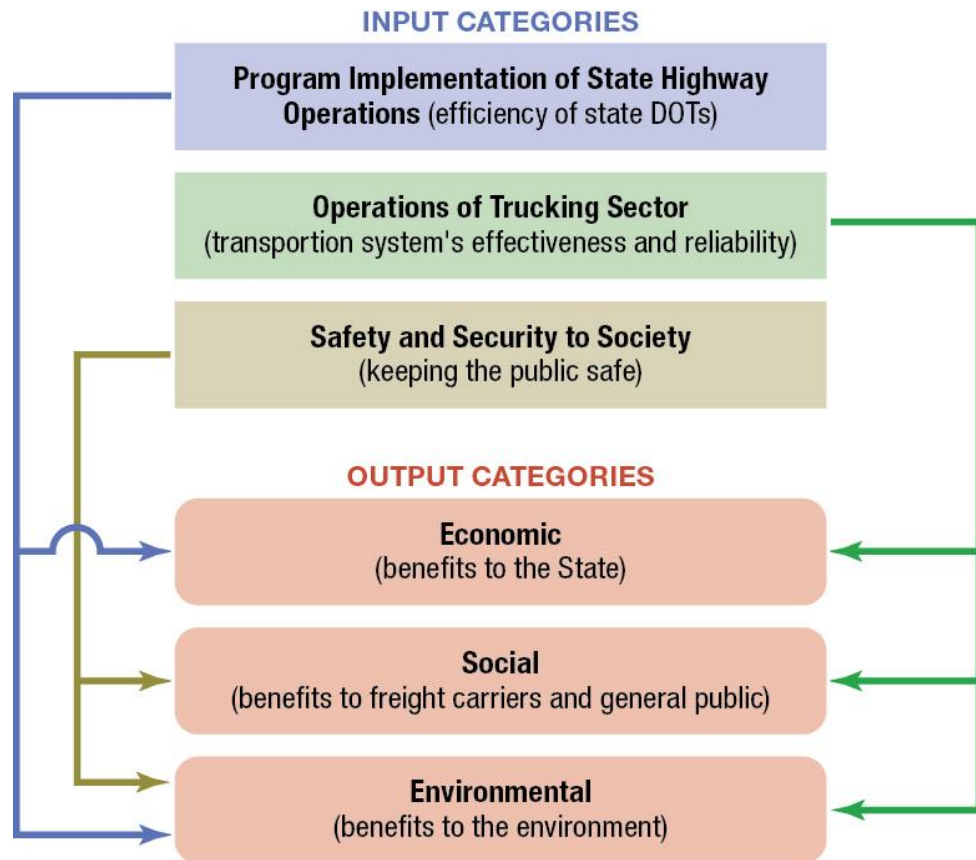 INPUT CATEGORIES
Program Implementation of State Highway
Operations (efficiency of state DOTs)
Operations of Trucking Sector
(transportion system's effectiveness and reliability)
Safety and Security to Society
(keeping the public safe)
OUTPUT CATEGORIES
Economic
(benefits to the State)
Social
(benefits to freight carriers and general public)
Environmental
(benefits to the environment)